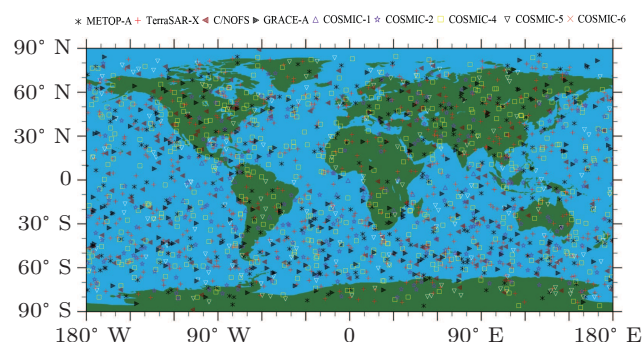 METOP-A TerraSAR-X C/NOFS GRACE-A COSMIC-1 COSMIC-2 COSMIC-4 COSMIC-5 COSMIC-6
90° N
60° N
30° N
0
30° S
60° S
90° S
180° W 90° W 0 90° E 180° E